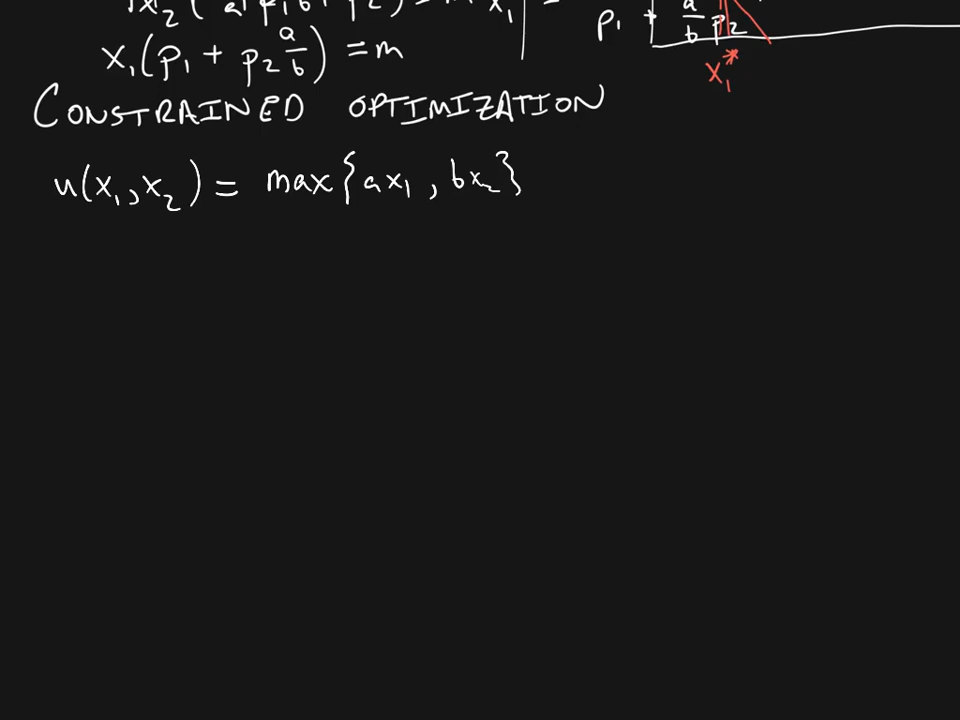 x₁(p₁ + p₂ a/b) = m
p₁ + a/b p₂
x₁*
CONSTRAINED OPTIMIZATION
u(x₁, x₂) = max{ax₁, bx₂}